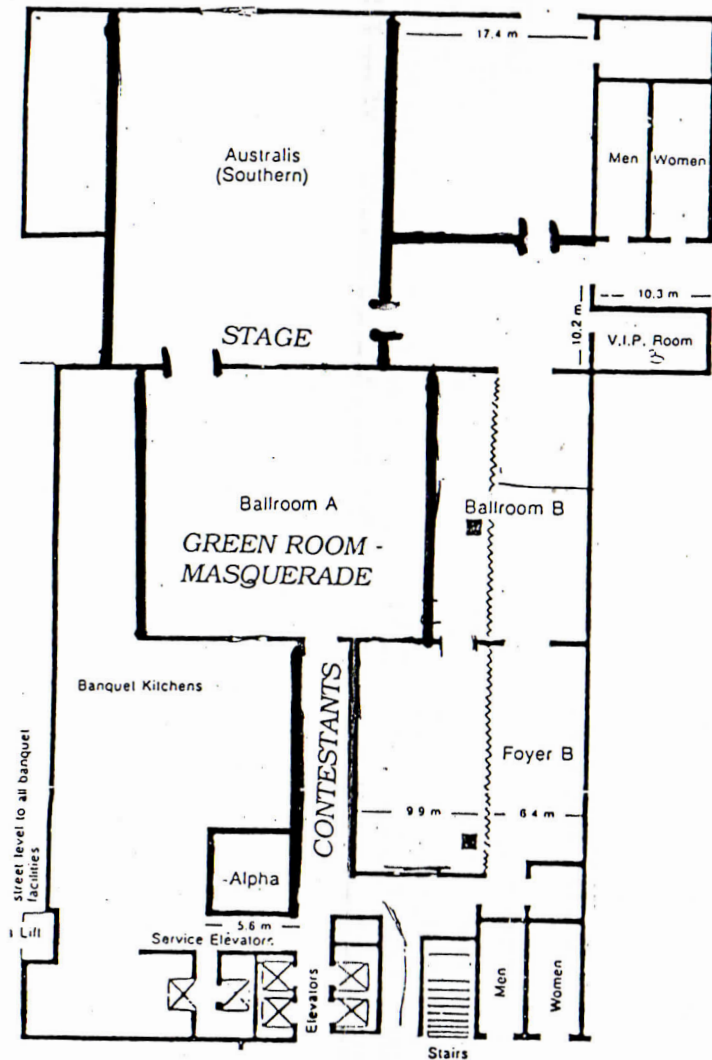 17.4 m
Australis
(Southern)
Men
Women
10.3 m
10.2 m
V.I.P. Room
STAGE
Ballroom A
Ballroom B
GREEN ROOM -
MASQUERADE
Banquet Kitchens
CONTESTANTS
Foyer B
9.9 m
6.4 m
street level to all banquet
facilities
Alpha
Lift
5.6 m
Service Elevators
Elevators
Men
Women
Stairs